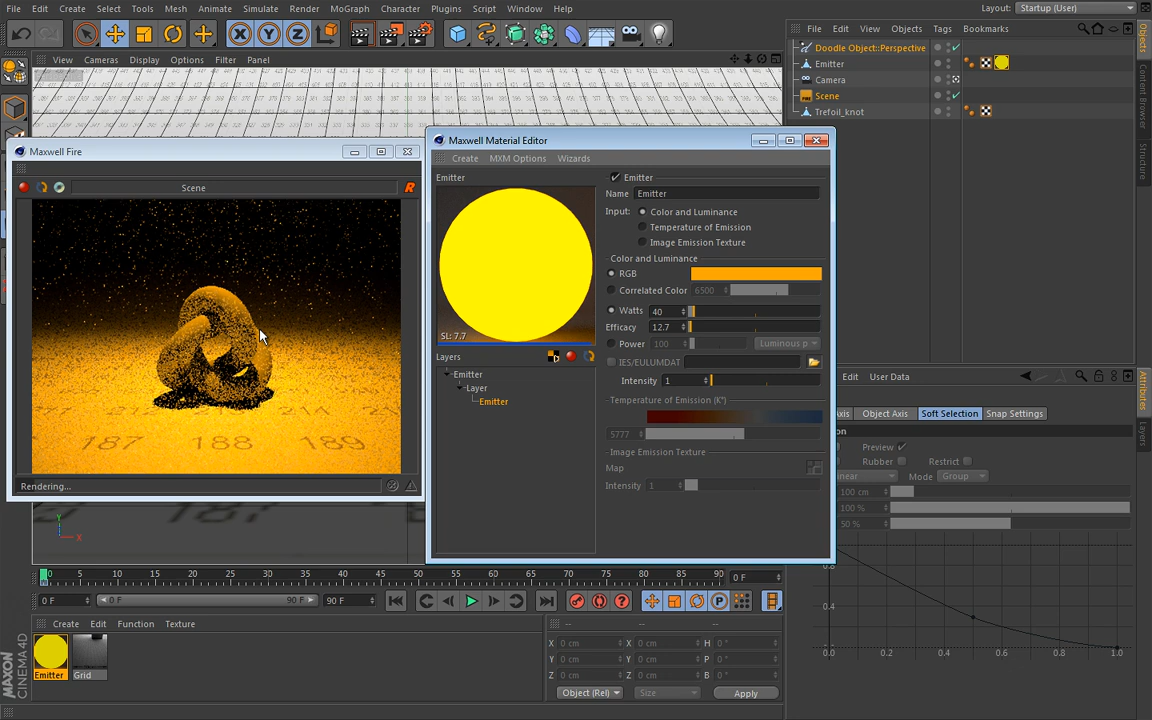 File Edit Create Select Tools Mesh Animate Simulate Render MoGraph Character Plugins Script Window Help
Layout: Startup (User)
File Edit View Objects Tags Bookmarks
View Cameras Display Options Filter Panel
Doodle Object::Perspective
Emitter
Camera
Scene
Trefoil_knot
Objects
Content Browser
Structure
Maxwell Fire
Scene
187 188 189
Rendering...
Maxwell Material Editor
Create MXM Options Wizards
Emitter
SL: 7.7
Layers
Emitter
Layer
Emitter
Emitter
Name Emitter
Input: Color and Luminance
Temperature of Emission
Image Emission Texture
Color and Luminance
RGB
Correlated Color 6500
Watts 40
Efficacy 12.7
Power 100 Luminous p
IES/EULUMDAT
Intensity 1
Temperature of Emission (K°)
5777
Image Emission Texture
Map
Intensity 1
Edit User Data
Attributes
Layers
Axis Object Axis Soft Selection Snap Settings
Preview
Rubber Restrict
Mode Group
100 cm
100 %
50 %
0.4
0.0 0.2 0.4 0.6 0.8 1.0
Y
X
0 5 10 15 20 25 30 35 40 45 50 55 60 65 70 75 80 85 90 0 F
0 F 0 F 90 F 90 F
Create Edit Function Texture
Emitter Grid
-- -- --
X 0 cm X 0 cm H 0 °
Y 0 cm Y 0 cm P 0 °
Z 0 cm Z 0 cm B 0 °
Object (Rel) Size Apply
MAXON
CINEMA 4D